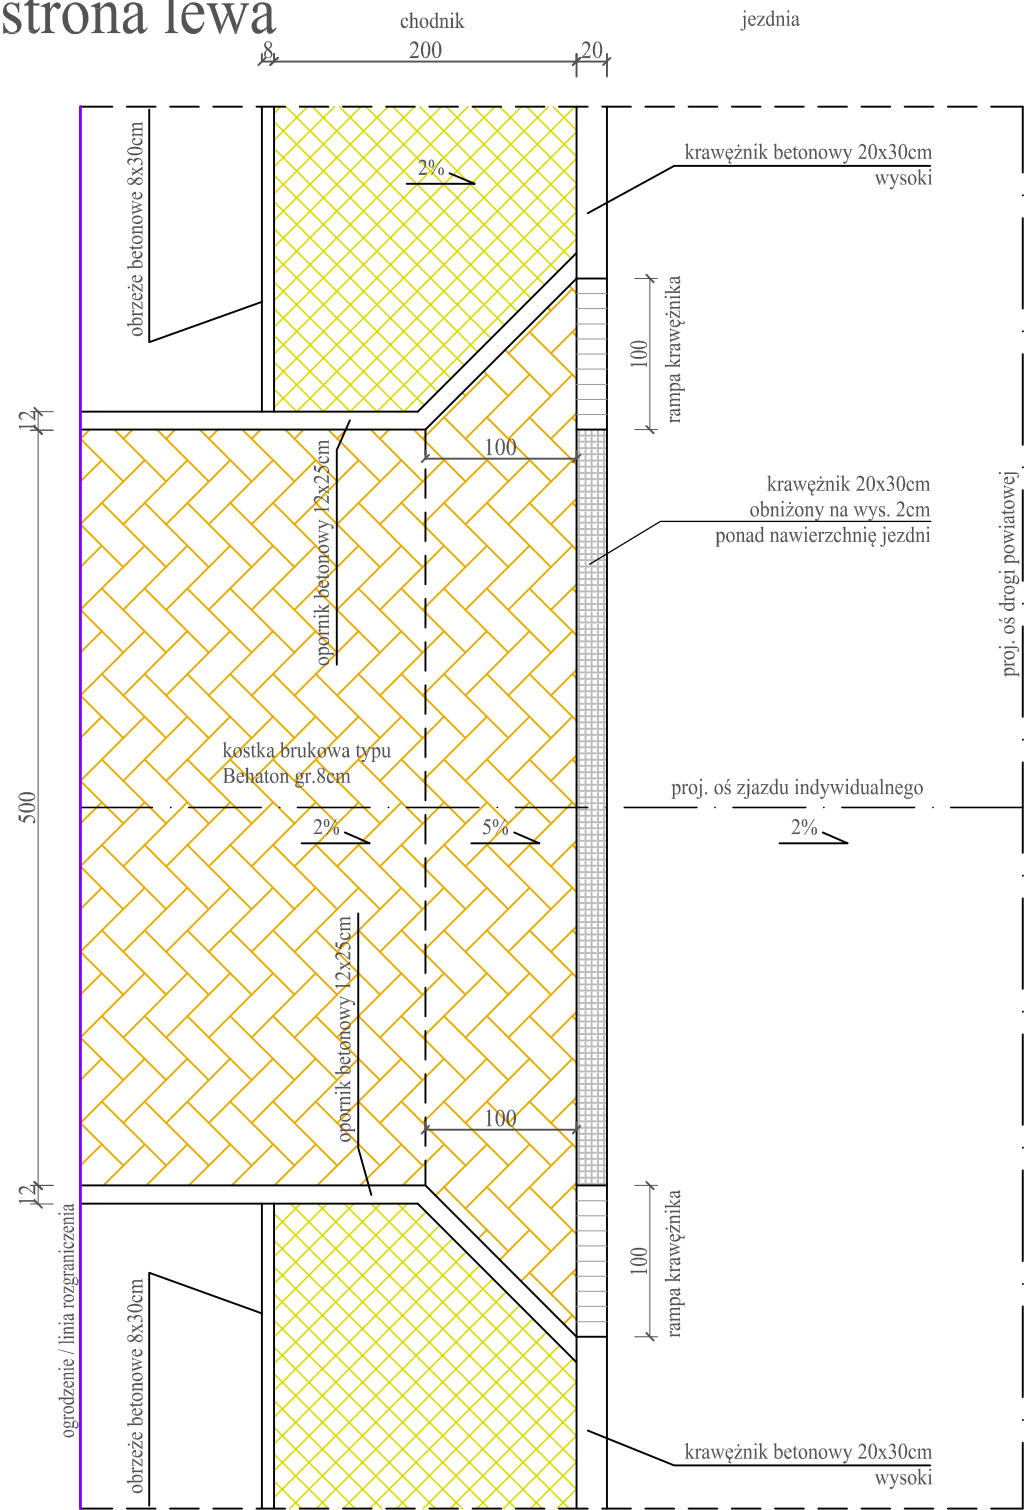 strona lewa
chodnik
jezdnia
8
200
20
obrzeże betonowe 8x30cm
2%
krawężnik betonowy 20x30cm
wysoki
100
rampa krawężnika
12
100
opornik betonowy 12x25cm
krawężnik 20x30cm
obniżony na wys. 2cm
ponad nawierzchnię jezdni
proj. oś drogi powiatowej
kostka brukowa typu
Behaton gr.8cm
proj. oś zjazdu indywidualnego
500
2%
5%
2%
opornik betonowy 12x25cm
100
12
ogrodzenie / linia rozgraniczenia
obrzeże betonowe 8x30cm
100
rampa krawężnika
krawężnik betonowy 20x30cm
wysoki